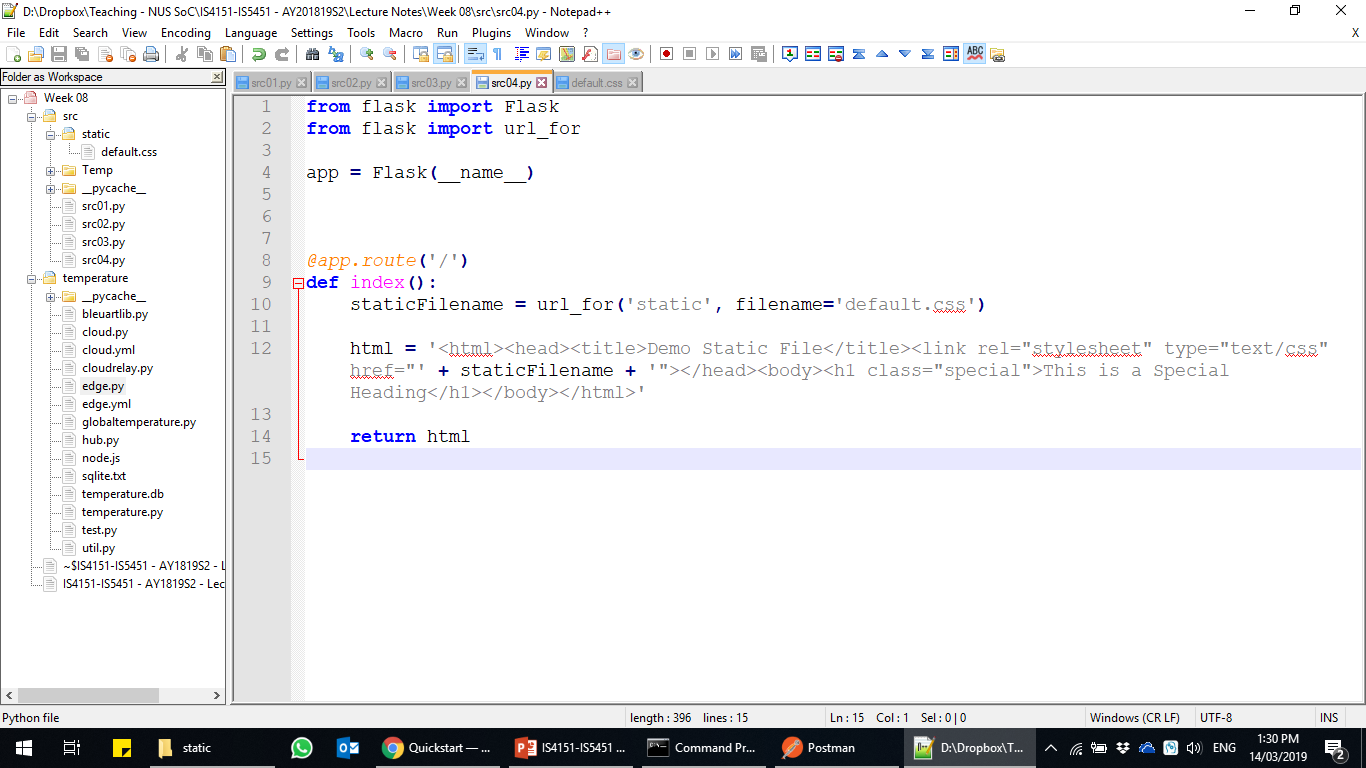 D:\Dropbox\Teaching - NUS SoC\IS4151-IS5451 - AY201819S2\Lecture Notes\Week 08\src\src04.py - Notepad++
File Edit Search View Encoding Language Settings Tools Macro Run Plugins Window ? X
Folder as Workspace
src01.py src02.py src03.py src04.py default.css
Week 08
src
static
default.css
Temp
__pycache__
src01.py
src02.py
src03.py
src04.py
temperature
__pycache__
bleuartlib.py
cloud.py
cloud.yml
cloudrelay.py
edge.py
edge.yml
globaltemperature.py
hub.py
node.js
sqlite.txt
temperature.db
temperature.py
test.py
util.py
~$IS4151-IS5451 - AY1819S2 - L
IS4151-IS5451 - AY1819S2 - Lec
1 from flask import Flask
2 from flask import url_for
3
4 app = Flask(__name__)
5
6
7
8 @app.route('/')
9 def index():
10 staticFilename = url_for('static', filename='default.css')
11
12 html = '<html><head><title>Demo Static File</title><link rel="stylesheet" type="text/css"
href="' + staticFilename + '"></head><body><h1 class="special">This is a Special
Heading</h1></body></html>'
13
14 return html
15
Python file length : 396 lines : 15 Ln : 15 Col : 1 Sel : 0 | 0 Windows (CR LF) UTF-8 INS
static Quickstart — ... IS4151-IS5451 ... Command Pr... Postman D:\Dropbox\T... ENG
1:30 PM
14/03/2019
2